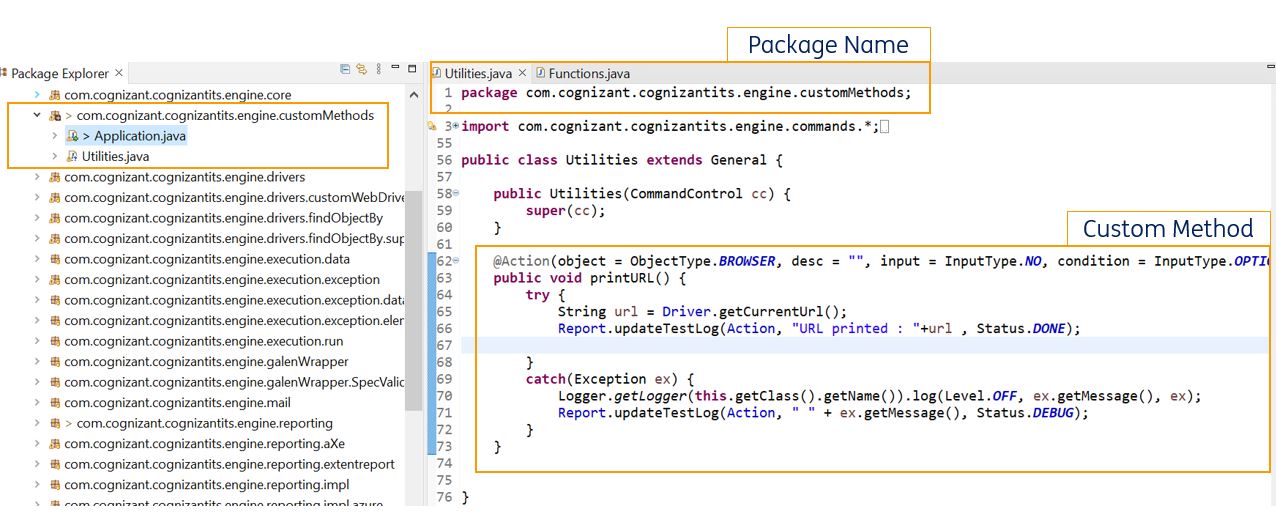 Package Name
Package Explorer
com.cognizant.cognizantits.engine.core
> com.cognizant.cognizantits.engine.customMethods
> Application.java
Utilities.java
com.cognizant.cognizantits.engine.drivers
com.cognizant.cognizantits.engine.drivers.customWebDrive
com.cognizant.cognizantits.engine.drivers.findObjectBy
com.cognizant.cognizantits.engine.drivers.findObjectBy.sup
com.cognizant.cognizantits.engine.execution.data
com.cognizant.cognizantits.engine.execution.exception
com.cognizant.cognizantits.engine.execution.exception.data
com.cognizant.cognizantits.engine.execution.exception.elen
com.cognizant.cognizantits.engine.execution.run
com.cognizant.cognizantits.engine.galenWrapper
com.cognizant.cognizantits.engine.galenWrapper.SpecValid
com.cognizant.cognizantits.engine.mail
> com.cognizant.cognizantits.engine.reporting
com.cognizant.cognizantits.engine.reporting.aXe
com.cognizant.cognizantits.engine.reporting.extentreport
com.cognizant.cognizantits.engine.reporting.impl
com.cognizant.cognizantits.engine.reporting.impl.azure
Utilities.java Functions.java
1 package com.cognizant.cognizantits.engine.customMethods;
2
3 import com.cognizant.cognizantits.engine.commands.*;
55
56 public class Utilities extends General {
57
58 public Utilities(CommandControl cc) {
59 super(cc);
60 }
61
Custom Method
62 @Action(object = ObjectType.BROWSER, desc = "", input = InputType.NO, condition = InputType.OPTI
63 public void printURL() {
64 try {
65 String url = Driver.getCurrentUrl();
66 Report.updateTestLog(Action, "URL printed : "+url , Status.DONE);
67
68 }
69 catch(Exception ex) {
70 Logger.getLogger(this.getClass().getName()).log(Level.OFF, ex.getMessage(), ex);
71 Report.updateTestLog(Action, " " + ex.getMessage(), Status.DEBUG);
72 }
73 }
74
75
76 }